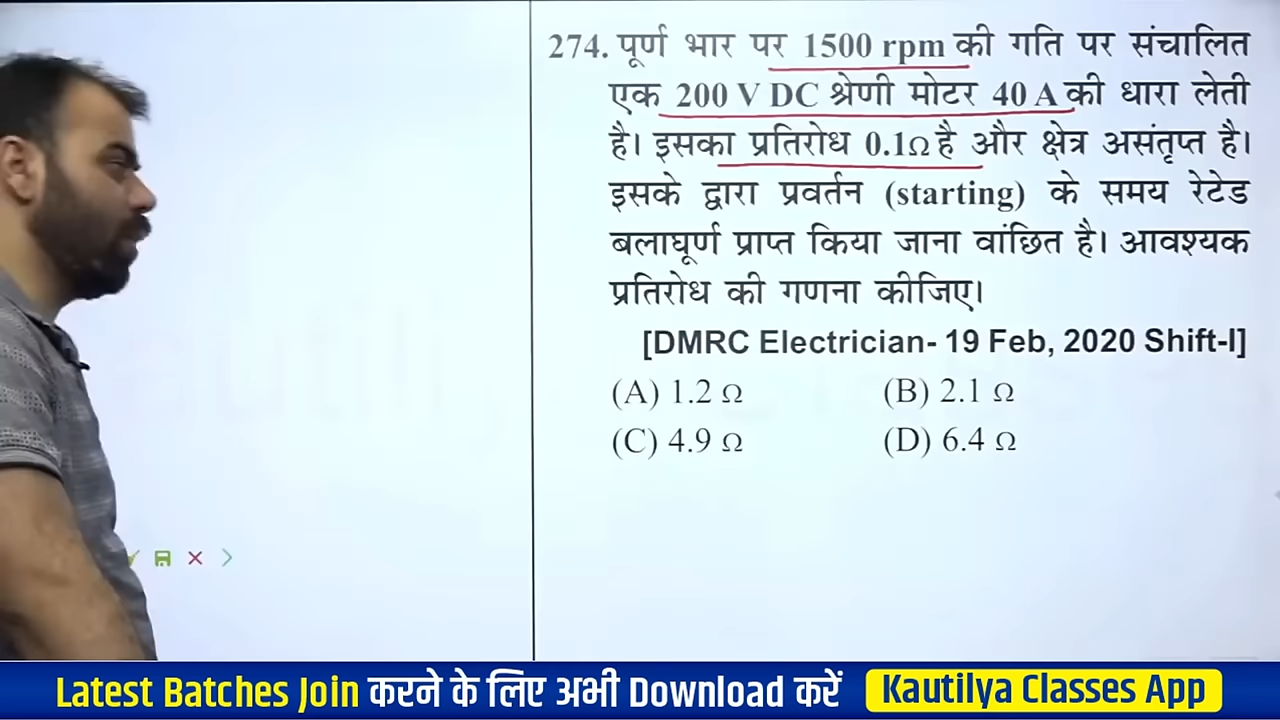 274. पूर्ण भार पर 1500 rpm की गति पर संचालित
एक 200 V DC श्रेणी मोटर 40 A की धारा लेती
है। इसका प्रतिरोध 0.1Ω है और क्षेत्र असंतृप्त है।
इसके द्वारा प्रवर्तन (starting) के समय रेटेड
बलाघूर्ण प्राप्त किया जाना वांछित है। आवश्यक
प्रतिरोध की गणना कीजिए।
[DMRC Electrician- 19 Feb, 2020 Shift-I]
(A) 1.2 Ω (B) 2.1 Ω
(C) 4.9 Ω (D) 6.4 Ω
Latest Batches Join करने के लिए अभी Download करें Kautilya Classes App